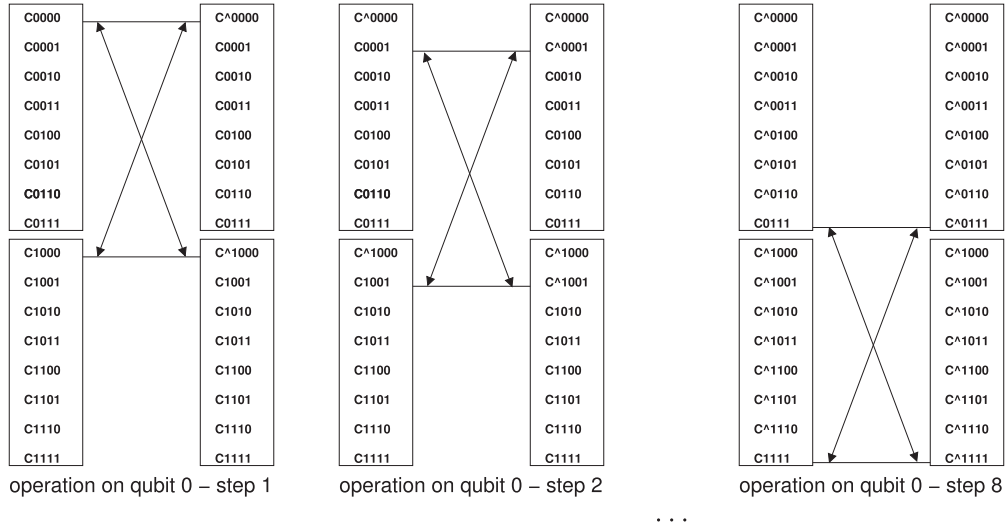 C0000
C0001
C0010
C0011
C0100
C0101
C0110
C0111
C1000
C1001
C1010
C1011
C1100
C1101
C1110
C1111
C^0000
C0001
C0010
C0011
C0100
C0101
C0110
C0111
C^1000
C1001
C1010
C1011
C1100
C1101
C1110
C1111
operation on qubit 0 – step 1
C^0000
C0001
C0010
C0011
C0100
C0101
C0110
C0111
C^1000
C1001
C1010
C1011
C1100
C1101
C1110
C1111
C^0000
C^0001
C0010
C0011
C0100
C0101
C0110
C0111
C^1000
C^1001
C1010
C1011
C1100
C1101
C1110
C1111
operation on qubit 0 – step 2
. . .
C^0000
C^0001
C^0010
C^0011
C^0100
C^0101
C^0110
C0111
C^1000
C^1001
C^1010
C^1011
C^1100
C^1101
C^1110
C1111
C^0000
C^0001
C^0010
C^0011
C^0100
C^0101
C^0110
C^0111
C^1000
C^1001
C^1010
C^1011
C^1100
C^1101
C^1110
C^1111
operation on qubit 0 – step 8